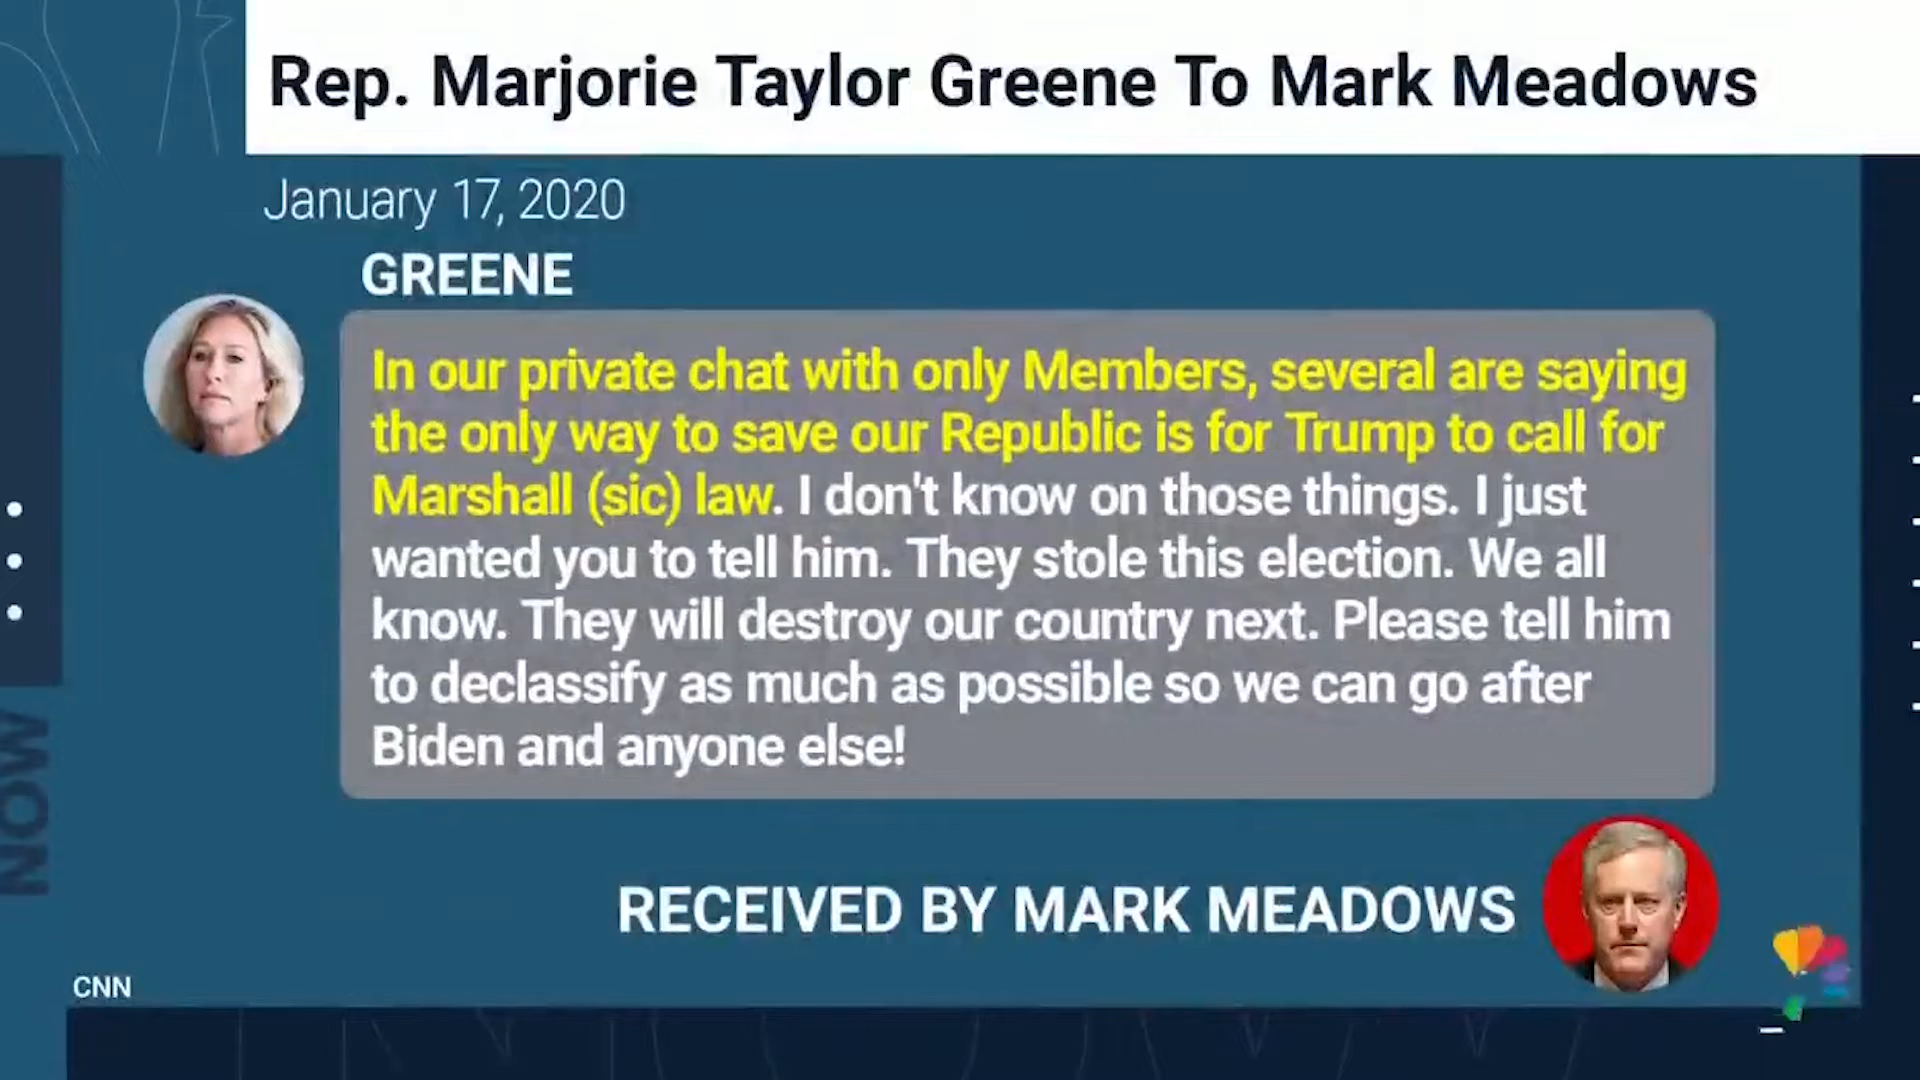 Rep. Marjorie Taylor Greene To Mark Meadows
January 17, 2020
GREENE
In our private chat with only Members, several are saying
the only way to save our Republic is for Trump to call for
Marshall (sic) law. I don't know on those things. I just
wanted you to tell him. They stole this election. We all
know. They will destroy our country next. Please tell him
to declassify as much as possible so we can go after
Biden and anyone else!
RECEIVED BY MARK MEADOWS
CNN
NOW